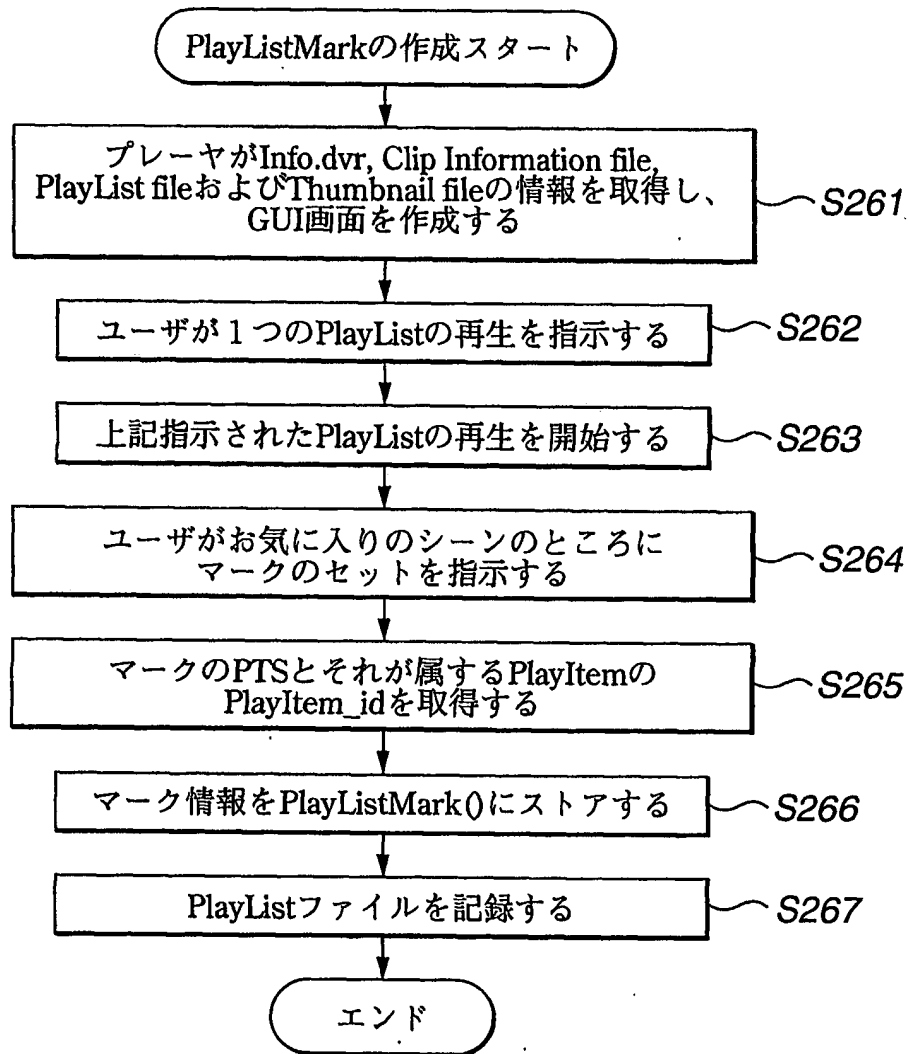 PlayListMarkの作成スタート
プレーヤがInfo.dvr, Clip Information file,
PlayList fileおよびThumbnail fileの情報を取得し、
GUI画面を作成する
S261
ユーザが1つのPlayListの再生を指示する
S262
上記指示されたPlayListの再生を開始する
S263
ユーザがお気に入りのシーンのところに
マークのセットを指示する
S264
マークのPTSとそれが属するPlayItemの
PlayItem_idを取得する
S265
マーク情報をPlayListMark()にストアする
S266
PlayListファイルを記録する
S267
エンド